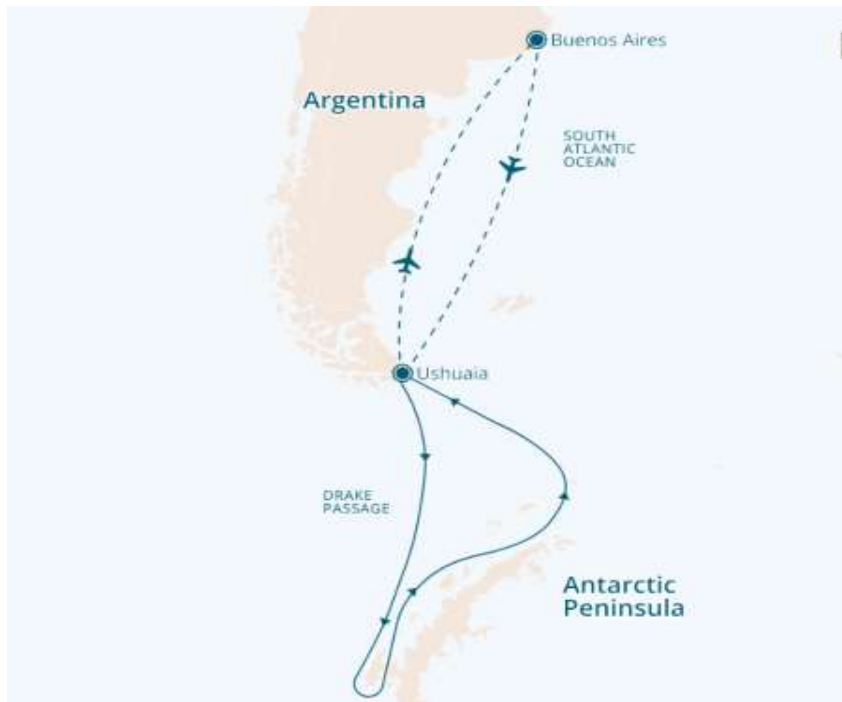 Buenos Aires
Argentina
SOUTH
ATLANTIC
OCEAN
Ushuaia
DRAKE
PASSAGE
Antarctic
Peninsula